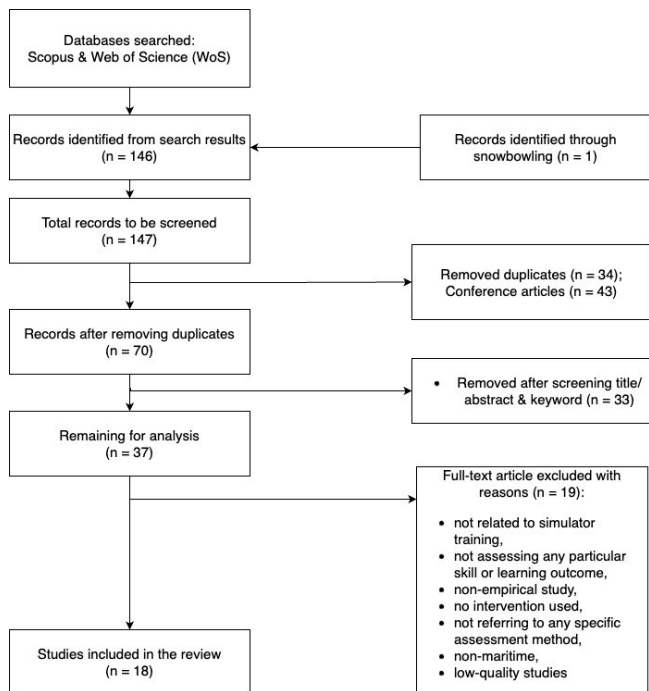 Databases searched:
Scopus & Web of Science (WoS)
Records identified from search results
(n = 146)
Records identified through
snowbowling (n = 1)
Total records to be screened
(n = 147)
Removed duplicates (n = 34);
Conference articles (n = 43)
Records after removing duplicates
(n = 70)
• Removed after screening title/
abstract & keyword (n = 33)
Remaining for analysis
(n = 37)
Full-text article excluded with
reasons (n = 19):
• not related to simulator
training,
• not assessing any particular
skill or learning outcome,
• non-empirical study,
• no intervention used,
• not referring to any specific
assessment method,
• non-maritime,
• low-quality studies
Studies included in the review
(n = 18)